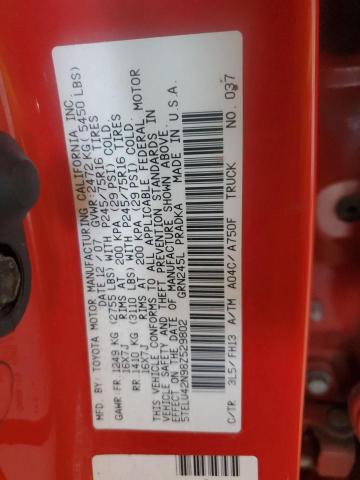 MFD BY TOYOTA MOTOR MANUFACTURING CALIFORNIA INC.
DATE 12 / 07 GVWR 2472 KG ( 5450 LBS)
GAWR FR 1249 KG (2755 LBS) WITH P245/75R16 TIRES
16X7J RIMS AT 200 KPA (29 PSI) COLD
RR 1410 KG (3110 LBS) WITH P245/75R16 TIRES
16X7J RIMS AT 200 KPA (29 PSI) COLD.
THIS VEHICLE CONFORMS TO ALL APPLICABLE FEDERAL MOTOR
VEHICLE SAFETY AND THEFT PREVENTION STANDARDS IN
EFFECT ON THE DATE OF MANUFACTURE SHOWN ABOVE.
5TELU42N98Z529802 TRUCK MADE IN U.S.A.
GRN245L PRADKA
C/TR 3L5/FH13 A/TM A04C/A750F TRUCK NO. 037